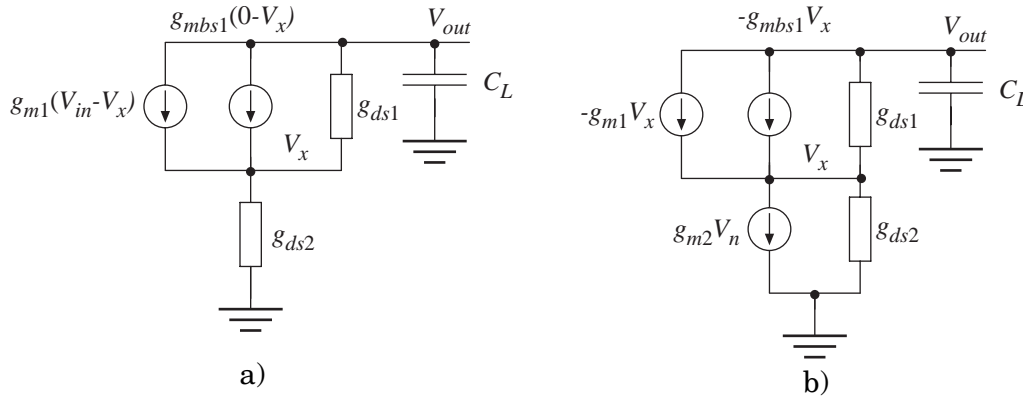 g_mbs1(0-V_x)
V_out
g_m1(V_in-V_x)
g_ds1
C_L
V_x
g_ds2
a)
-g_mbs1V_x
V_out
-g_m1V_x
g_ds1
C_L
V_x
g_m2V_n
g_ds2
b)